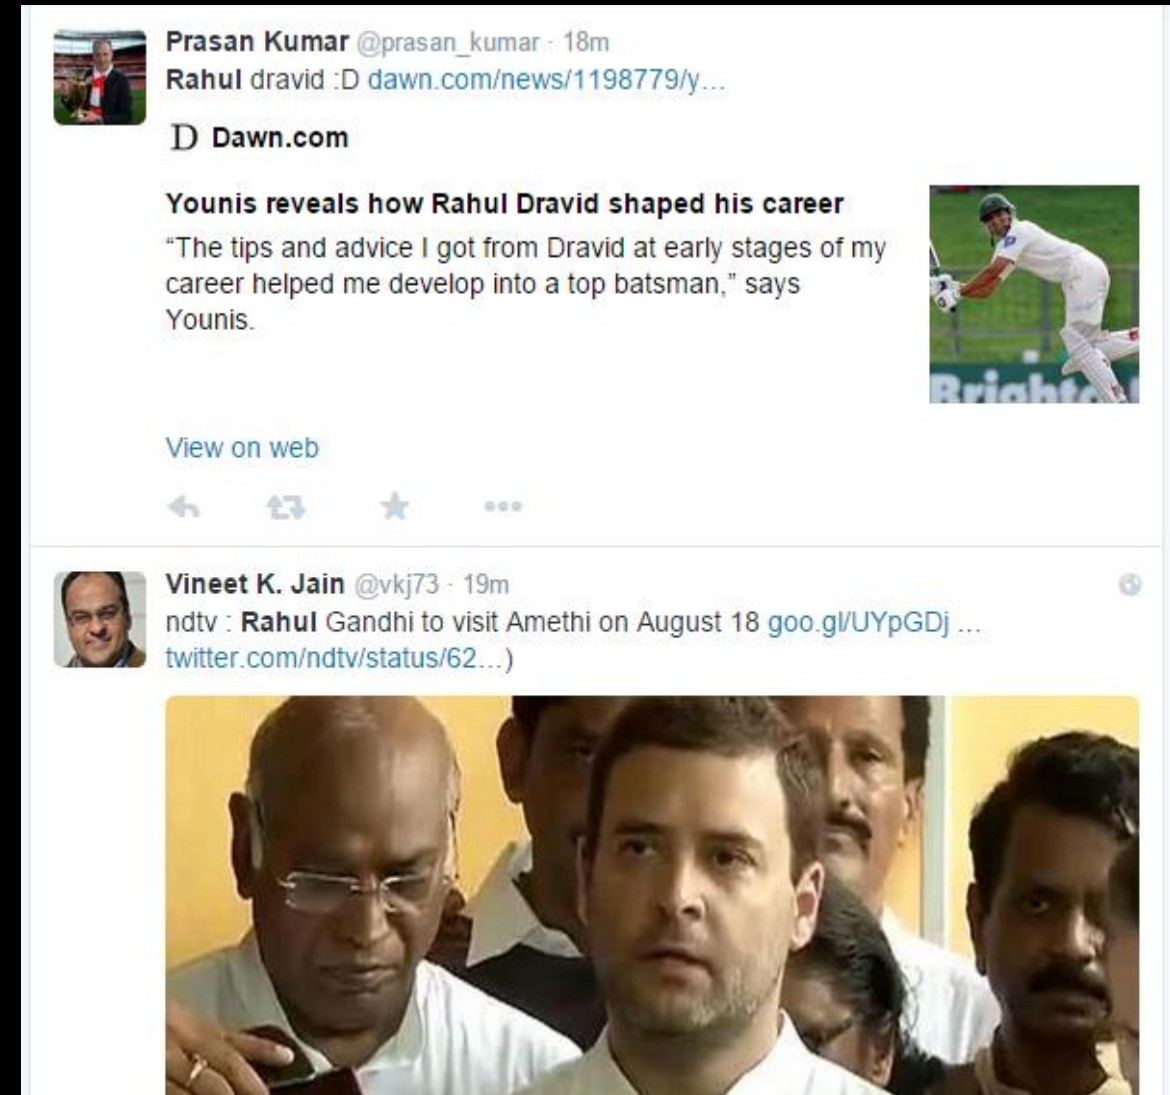 Prasan Kumar @prasan_kumar · 18m
Rahul dravid :D dawn.com/news/1198779/y...
D Dawn.com
Younis reveals how Rahul Dravid shaped his career
“The tips and advice I got from Dravid at early stages of my
career helped me develop into a top batsman,” says
Younis.
View on web
Vineet K. Jain @vkj73 · 19m
ndtv : Rahul Gandhi to visit Amethi on August 18 goo.gl/UYpGDj ...
twitter.com/ndtv/status/62...)